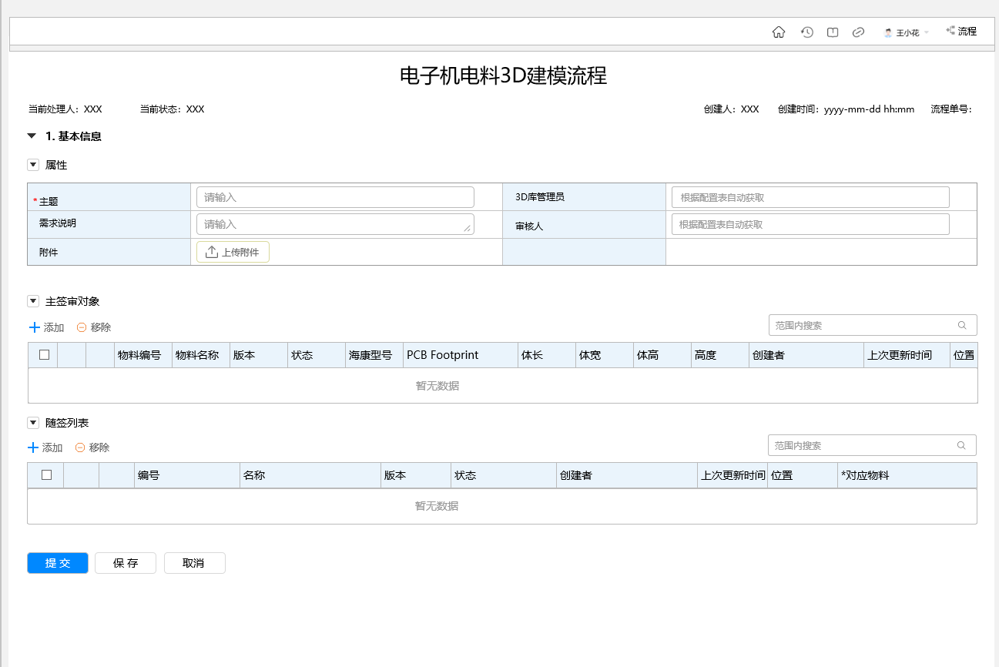 王小花 流程
电子机电料3D建模流程
当前处理人：XXX 当前状态：XXX 创建人：XXX 创建时间：yyyy-mm-dd hh:mm 流程单号：
1. 基本信息
属性
*主题 请输入 3D库管理员 根据配置表自动获取
需求说明 请输入 审核人 根据配置表自动获取
附件 上传附件
主签审对象
添加 移除 范围内搜索
物料编号 物料名称 版本 状态 海康型号 PCB Footprint 体长 体宽 体高 高度 创建者 上次更新时间 位置
暂无数据
随签列表
添加 移除 范围内搜索
编号 名称 版本 状态 创建者 上次更新时间 位置 *对应物料
暂无数据
提 交 保 存 取消